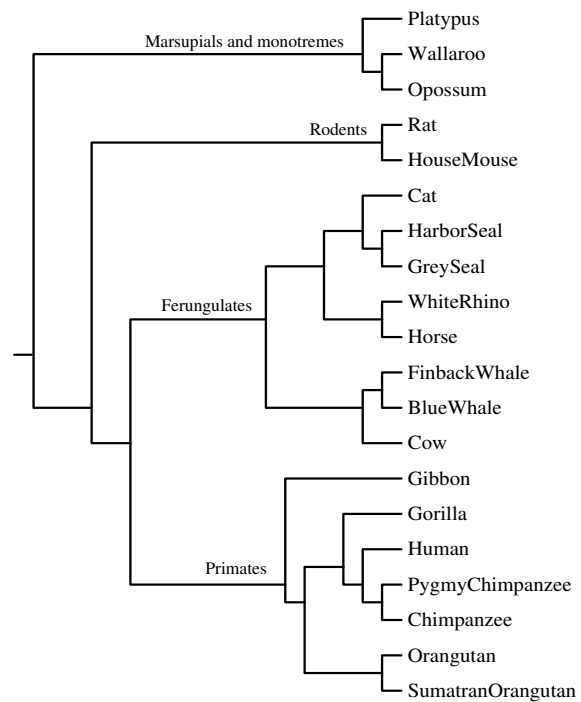 Platypus
Marsupials and monotremes
Wallaroo
Opossum
Rat
Rodents
HouseMouse
Cat
HarborSeal
GreySeal
WhiteRhino
Ferungulates
Horse
FinbackWhale
BlueWhale
Cow
Gibbon
Gorilla
Human
Primates
PygmyChimpanzee
Chimpanzee
Orangutan
SumatranOrangutan